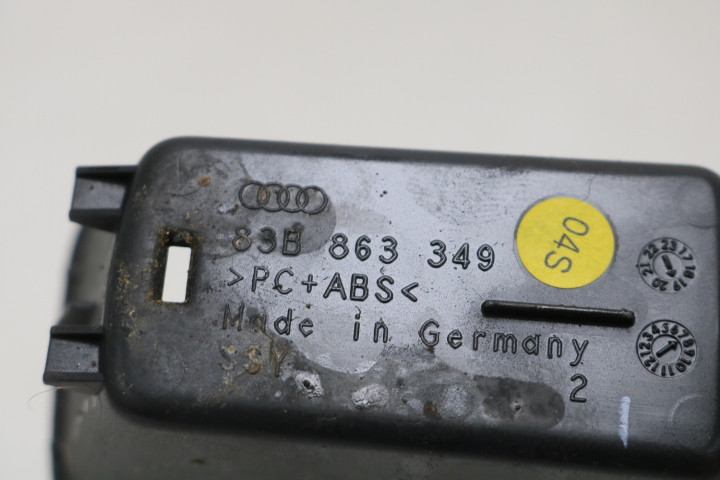 83B 863 349
>PC+ABS<
Made in Germany
2
04S